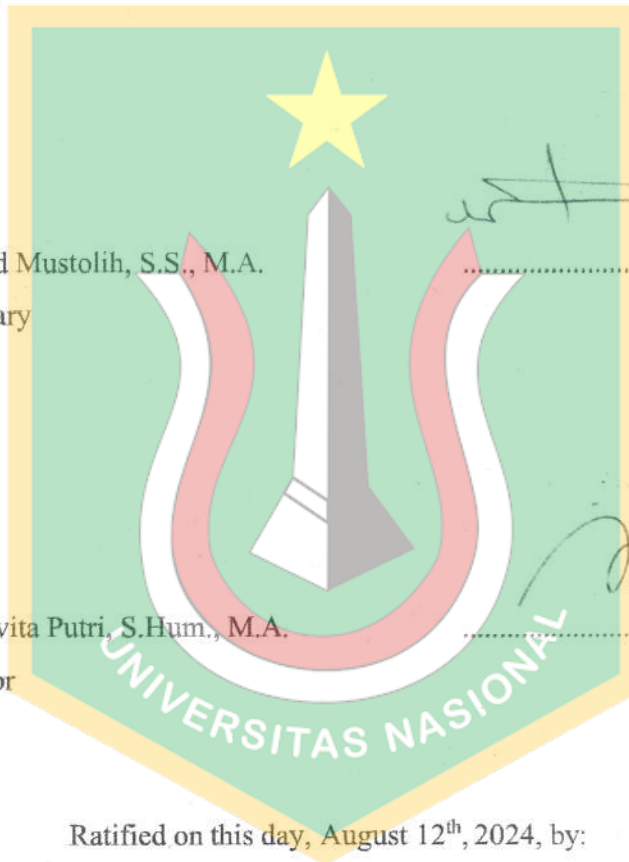 d Mustolih, S.S., M.A. ........................
ary
vita Putri, S.Hum., M.A. ........................
or
UNIVERSITAS NASIONAL
Ratified on this day, August 12th, 2024, by: